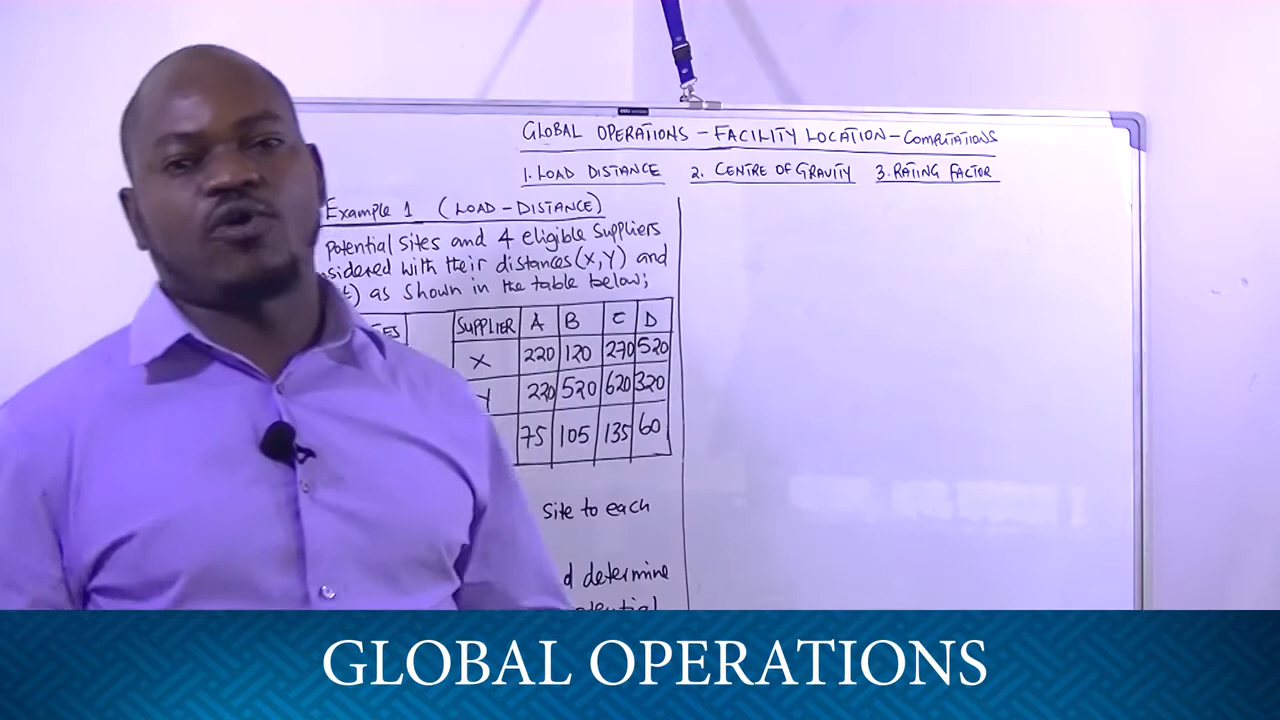 GLOBAL OPERATIONS - FACILITY LOCATION - COMPUTATIONS
1. LOAD DISTANCE 2. CENTRE OF GRAVITY 3. RATING FACTOR
Example 1 (LOAD - DISTANCE)
potential sites and 4 eligible suppliers
with their distances (X,Y) and
as shown in the table below;
SUPPLIER A B C D
X 220 120 270 520
Y 220 520 620 320
75 105 135 60
site to each
determine
GLOBAL OPERATIONS